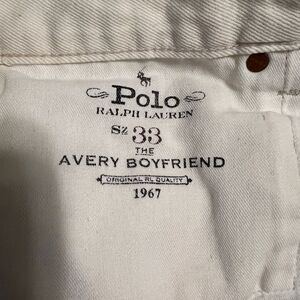 Polo
RALPH LAUREN
Sz 33
THE
AVERY BOYFRIEND
ORIGINAL RL QUALITY
1967